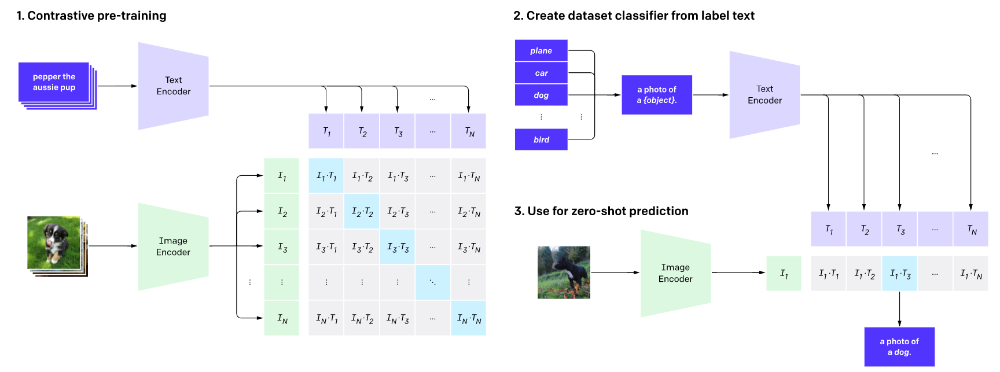 1. Contrastive pre-training
pepper the
aussie pup
Text
Encoder
...
T1 T2 T3 ... TN
Image
Encoder
I1 I1·T1 I1·T2 I1·T3 ... I1·TN
I2 I2·T1 I2·T2 I2·T3 ... I2·TN
I3 I3·T1 I3·T2 I3·T3 ... I3·TN
⋮ ⋮ ⋮ ⋮ ⋮ ⋱ ⋮
IN IN·T1 IN·T2 IN·T3 ... IN·TN
2. Create dataset classifier from label text
plane
car
dog
⋮ ⋮
bird
a photo of
a {object}.
Text
Encoder
...
3. Use for zero-shot prediction
T1 T2 T3 ... TN
Image
Encoder
I1 I1·T1 I1·T2 I1·T3 ... I1·TN
a photo of
a dog.